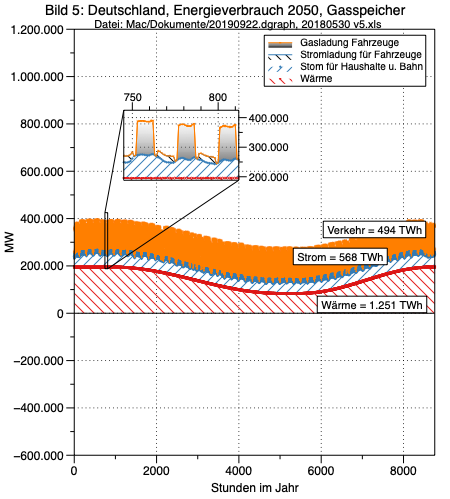 Bild 5: Deutschland, Energieverbrauch 2050, Gasspeicher
Datei: Mac/Dokumente/20190922.dgraph, 20180530 v5.xls
1.200.000
1.000.000
800.000
600.000
400.000
200.000
0
−200.000
−400.000
−600.000
MW
Gasladung Fahrzeuge
Stromladung für Fahrzeuge
Stom für Haushalte u. Bahn
Wärme
750 800
400.000
300.000
200.000
Verkehr = 494 TWh
Strom = 568 TWh
Wärme = 1.251 TWh
0 2000 4000 6000 8000
Stunden im Jahr